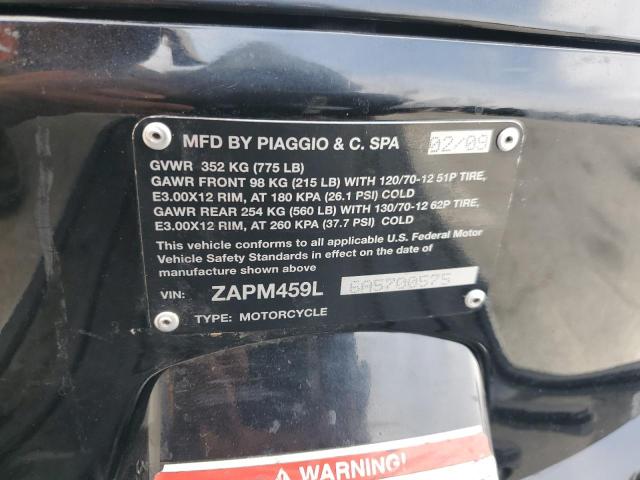 MFD BY PIAGGIO & C. SPA 02/09
GVWR 352 KG (775 LB)
GAWR FRONT 98 KG (215 LB) WITH 120/70-12 51P TIRE,
E3.00X12 RIM, AT 180 KPA (26.1 PSI) COLD
GAWR REAR 254 KG (560 LB) WITH 130/70-12 62P TIRE,
E3.00X12 RIM, AT 260 KPA (37.7 PSI) COLD
This vehicle conforms to all applicable U.S. Federal Motor
Vehicle Safety Standards in effect on the date of
manufacture shown above
VIN: ZAPM459L 6A5700575
TYPE: MOTORCYCLE
WARNING!